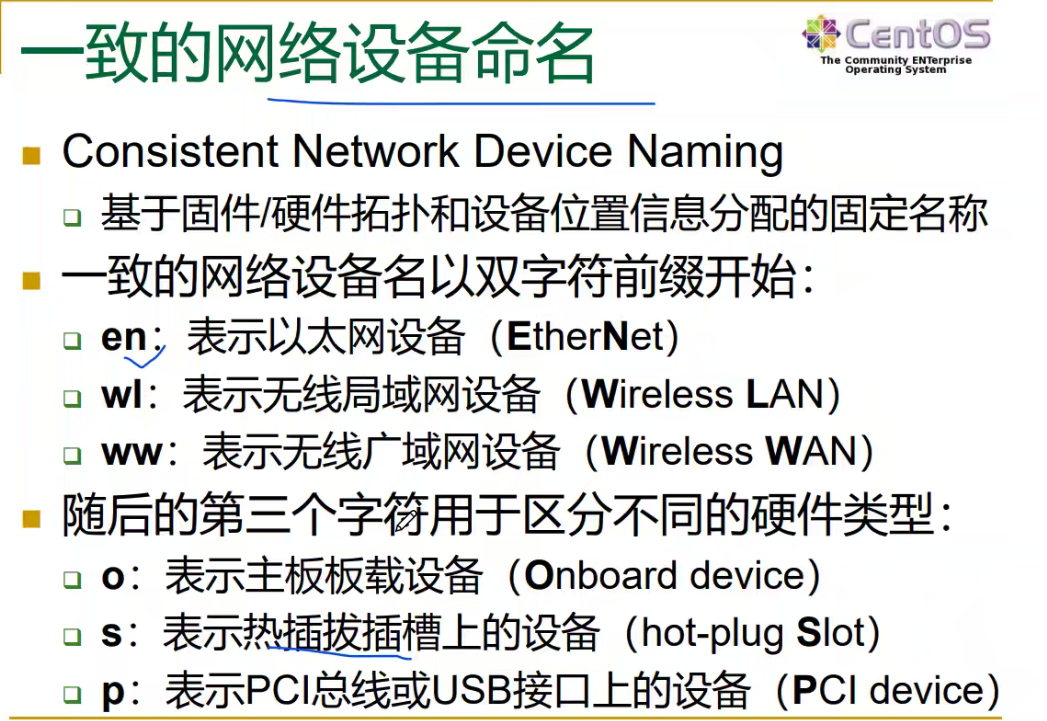 一致的网络设备命名
CentOS
The Community ENTerprise
Operating System
Consistent Network Device Naming
基于固件/硬件拓扑和设备位置信息分配的固定名称
一致的网络设备名以双字符前缀开始：
en：表示以太网设备（EtherNet）
wl：表示无线局域网设备（Wireless LAN）
ww：表示无线广域网设备（Wireless WAN）
随后的第三个字符用于区分不同的硬件类型：
o：表示主板板载设备（Onboard device）
s：表示热插拔插槽上的设备（hot-plug Slot）
p：表示PCI总线或USB接口上的设备（PCI device）